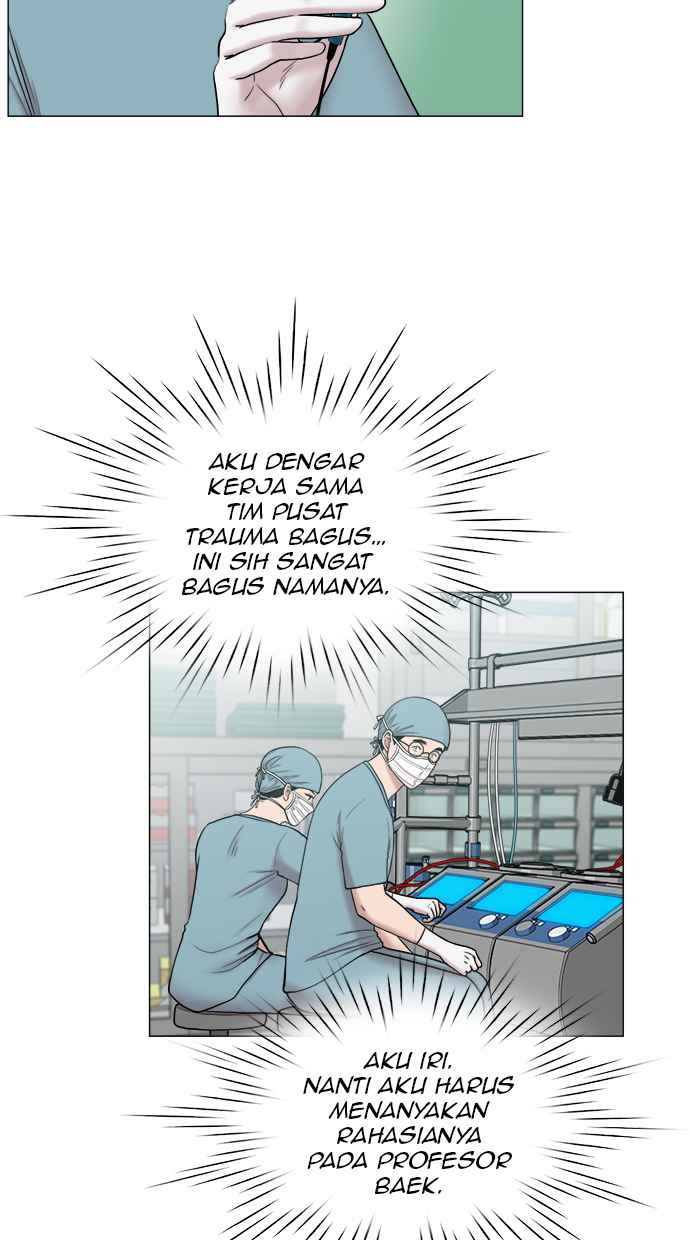 AKU DENGAR
KERJA SAMA
TIM PUSAT
TRAUMA BAGUS...
INI SIH SANGAT
BAGUS NAMANYA.
AKU IRI.
NANTI AKU HARUS
MENANYAKAN
RAHASIANYA
PADA PROFESOR
BAEK.